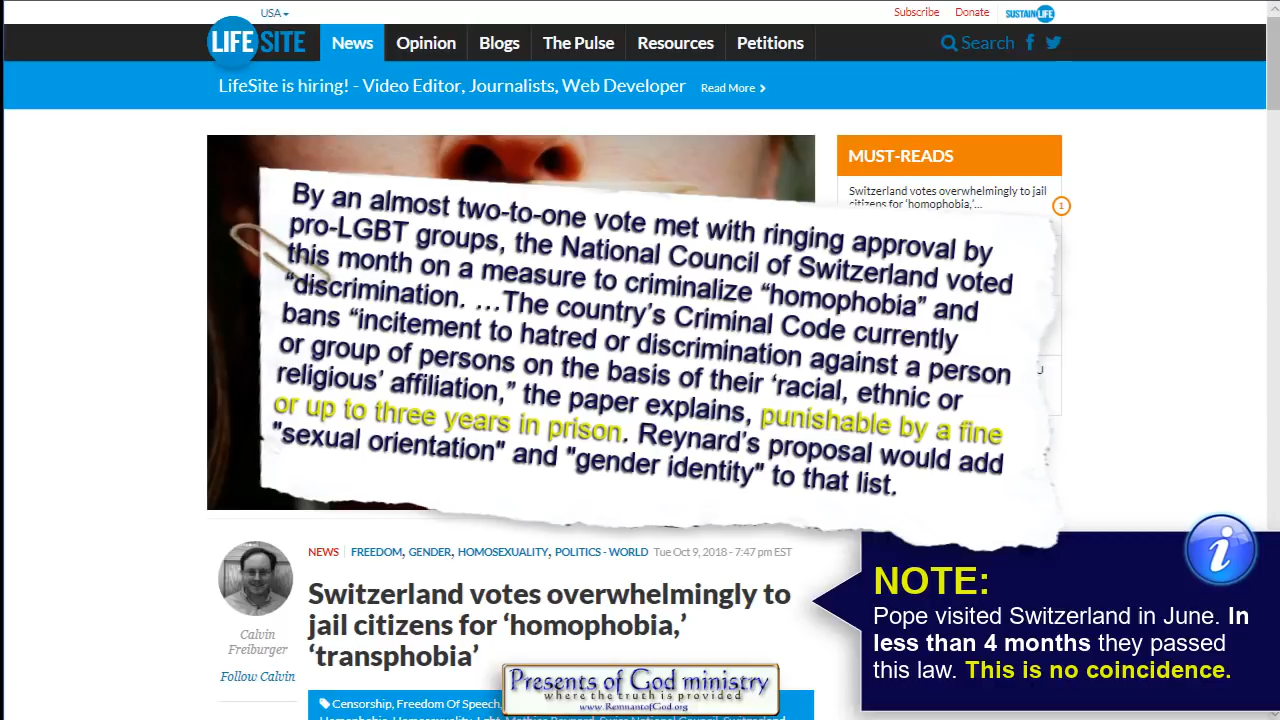 USA
Subscribe Donate SUSTAINLIFE
LIFESITE News Opinion Blogs The Pulse Resources Petitions Search
LifeSite is hiring! - Video Editor, Journalists, Web Developer Read More
MUST-READS
Switzerland votes overwhelmingly to jail
citizens for ‘homophobia,’...
1
By an almost two-to-one vote met with ringing approval by
pro-LGBT groups, the National Council of Switzerland voted
this month on a measure to criminalize “homophobia” and
“discrimination. …The country’s Criminal Code currently
bans “incitement to hatred or discrimination against a person
or group of persons on the basis of their ‘racial, ethnic or
religious’ affiliation,” the paper explains, punishable by a fine
or up to three years in prison. Reynard’s proposal would add
"sexual orientation" and "gender identity" to that list.
NEWS FREEDOM, GENDER, HOMOSEXUALITY, POLITICS - WORLD Tue Oct 9, 2018 - 7:47 pm EST
Switzerland votes overwhelmingly to
jail citizens for ‘homophobia,’
‘transphobia’
Calvin
Freiburger
Follow Calvin
Censorship, Freedom Of Speech,
NOTE:
Pope visited Switzerland in June. In
less than 4 months they passed
this law. This is no coincidence.
Presents of God ministry
where the truth is provided
www.RemnantofGod.org